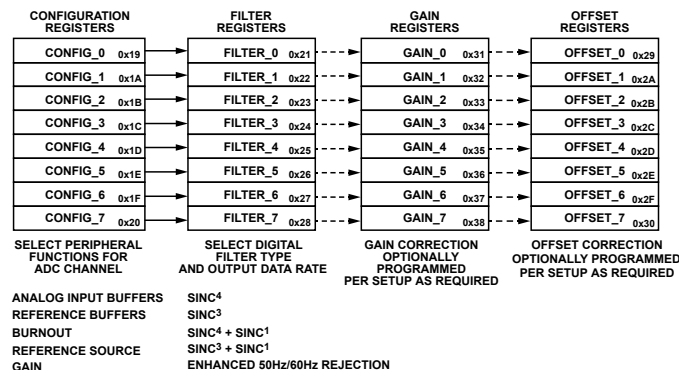 CONFIGURATION
REGISTERS
FILTER
REGISTERS
GAIN
REGISTERS
OFFSET
REGISTERS
CONFIG_0 0x19
FILTER_0 0x21
GAIN_0 0x31
OFFSET_0 0x29
CONFIG_1 0x1A
FILTER_1 0x22
GAIN_1 0x32
OFFSET_1 0x2A
CONFIG_2 0x1B
FILTER_2 0x23
GAIN_2 0x33
OFFSET_2 0x2B
CONFIG_3 0x1C
FILTER_3 0x24
GAIN_3 0x34
OFFSET_3 0x2C
CONFIG_4 0x1D
FILTER_4 0x25
GAIN_4 0x35
OFFSET_4 0x2D
CONFIG_5 0x1E
FILTER_5 0x26
GAIN_5 0x36
OFFSET_5 0x2E
CONFIG_6 0x1F
FILTER_6 0x27
GAIN_6 0x37
OFFSET_6 0x2F
CONFIG_7 0x20
FILTER_7 0x28
GAIN_7 0x38
OFFSET_7 0x30
SELECT PERIPHERAL
FUNCTIONS FOR
ADC CHANNEL
SELECT DIGITAL
FILTER TYPE
AND OUTPUT DATA RATE
GAIN CORRECTION
OPTIONALLY
PROGRAMMED
PER SETUP AS REQUIRED
OFFSET CORRECTION
OPTIONALLY PROGRAMMED
PER SETUP AS REQUIRED
ANALOG INPUT BUFFERS
REFERENCE BUFFERS
BURNOUT
REFERENCE SOURCE
GAIN
SINC⁴
SINC³
SINC⁴ + SINC¹
SINC³ + SINC¹
ENHANCED 50Hz/60Hz REJECTION